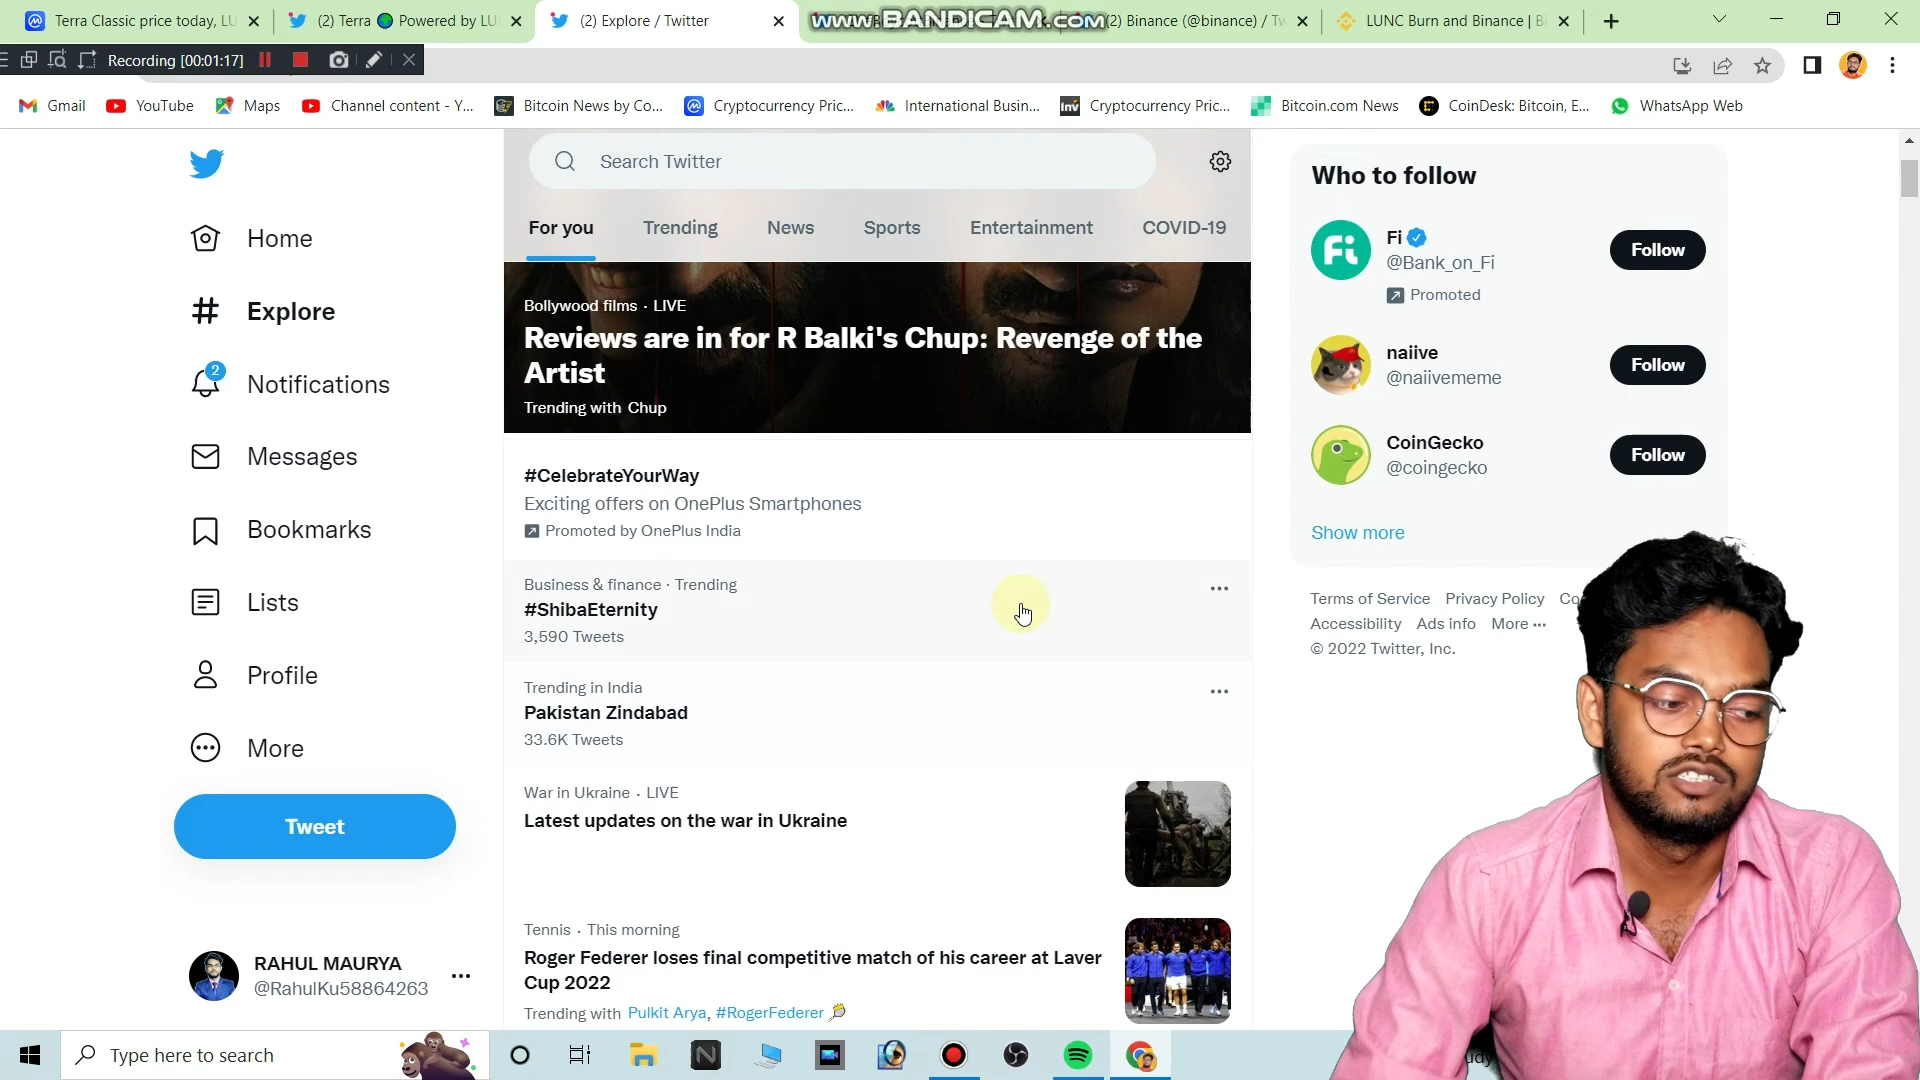 Terra Classic price today, LU
(2) Terra Powered by LU
(2) Explore / Twitter
www.BANDICAM.com
(2) Binance (@binance) / Tw
LUNC Burn and Binance | Bi
Recording [00:01:17]
Gmail
YouTube
Maps
Channel content - Y...
Bitcoin News by Co...
Cryptocurrency Pric...
International Busin...
Inv
Cryptocurrency Pric...
Bitcoin.com News
CoinDesk: Bitcoin, E...
WhatsApp Web
Search Twitter
For you
Trending
News
Sports
Entertainment
COVID-19
Home
Explore
2
Notifications
Messages
Bookmarks
Lists
Profile
More
Tweet
RAHUL MAURYA
@RahulKu58864263
Bollywood films · LIVE
Reviews are in for R Balki's Chup: Revenge of the
Artist
Trending with Chup
#CelebrateYourWay
Exciting offers on OnePlus Smartphones
Promoted by OnePlus India
Business & finance · Trending
#ShibaEternity
3,590 Tweets
Trending in India
Pakistan Zindabad
33.6K Tweets
War in Ukraine · LIVE
Latest updates on the war in Ukraine
Tennis · This morning
Roger Federer loses final competitive match of his career at Laver
Cup 2022
Trending with Pulkit Arya, #RogerFederer
Who to follow
Fi
Fi
@Bank_on_Fi
Promoted
Follow
naiive
@naiivememe
Follow
CoinGecko
@coingecko
Follow
Show more
Terms of Service Privacy Policy
Accessibility Ads info More
© 2022 Twitter, Inc.
Type here to search